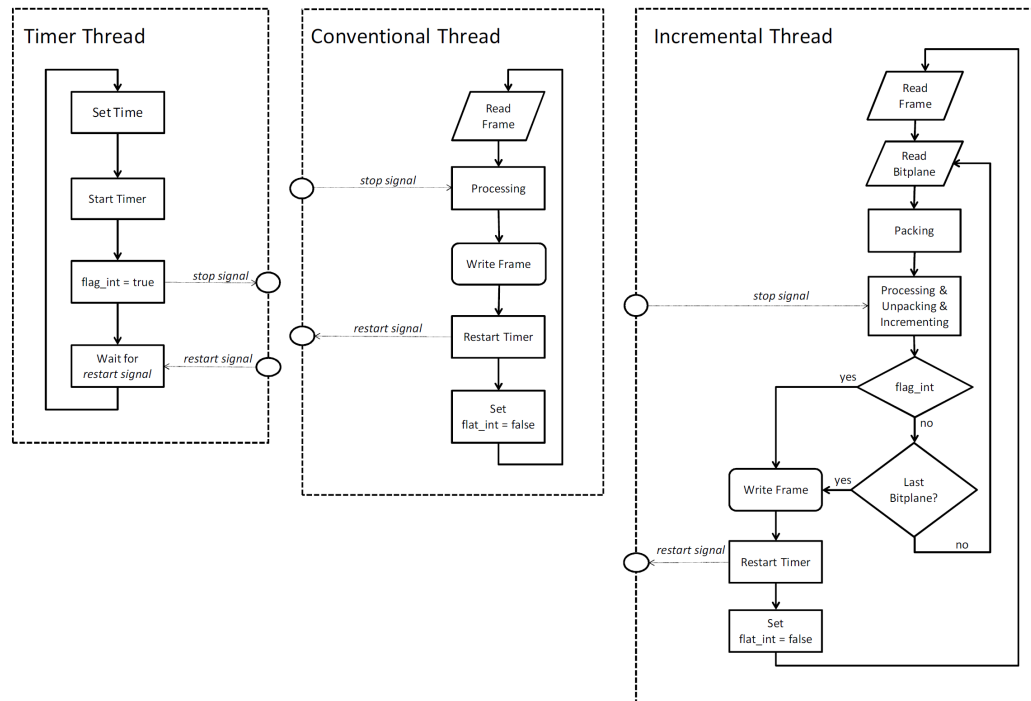 Timer Thread
Set Time
Start Timer
flag_int = true
stop signal
Wait for
restart signal
restart signal
Conventional Thread
Read
Frame
stop signal
Processing
Write Frame
restart signal
Restart Timer
Set
flat_int = false
Incremental Thread
Read
Frame
Read
Bitplane
Packing
stop signal
Processing &
Unpacking &
Incrementing
yes
flag_int
no
Write Frame
yes
Last
Bitplane?
no
restart signal
Restart Timer
Set
flat_int = false